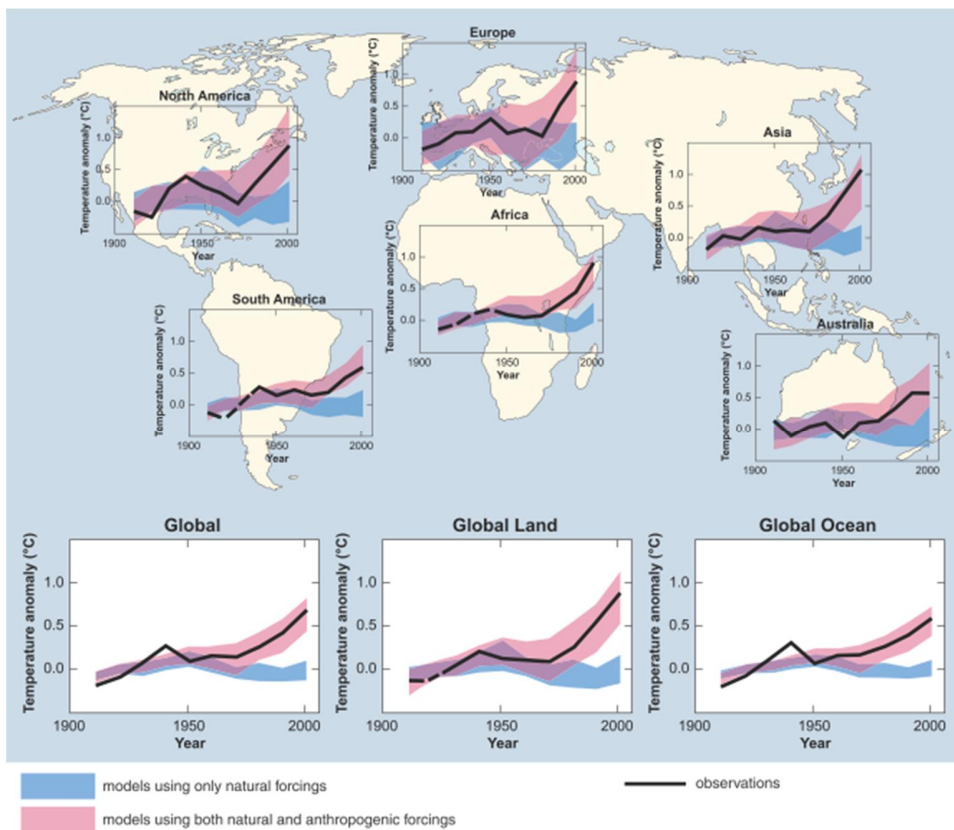 Europe
Temperature anomaly (°C)
1.0
0.5
0.0
1900
1950
2000
Year
North America
Temperature anomaly (°C)
1.0
0.5
0.0
1900
1950
2000
Year
Asia
Temperature anomaly (°C)
1.0
0.5
0.0
1900
1950
2000
Year
Africa
Temperature anomaly (°C)
1.0
0.5
0.0
1900
1950
2000
Year
South America
Temperature anomaly (°C)
1.0
0.5
0.0
1900
1950
2000
Year
Australia
Temperature anomaly (°C)
1.0
0.5
0.0
1900
1950
2000
Year
Global
Temperature anomaly (°C)
1.0
0.5
0.0
1900
1950
2000
Year
Global Land
Temperature anomaly (°C)
1.0
0.5
0.0
1900
1950
2000
Year
Global Ocean
Temperature anomaly (°C)
1.0
0.5
0.0
1900
1950
2000
Year
models using only natural forcings
observations
models using both natural and anthropogenic forcings